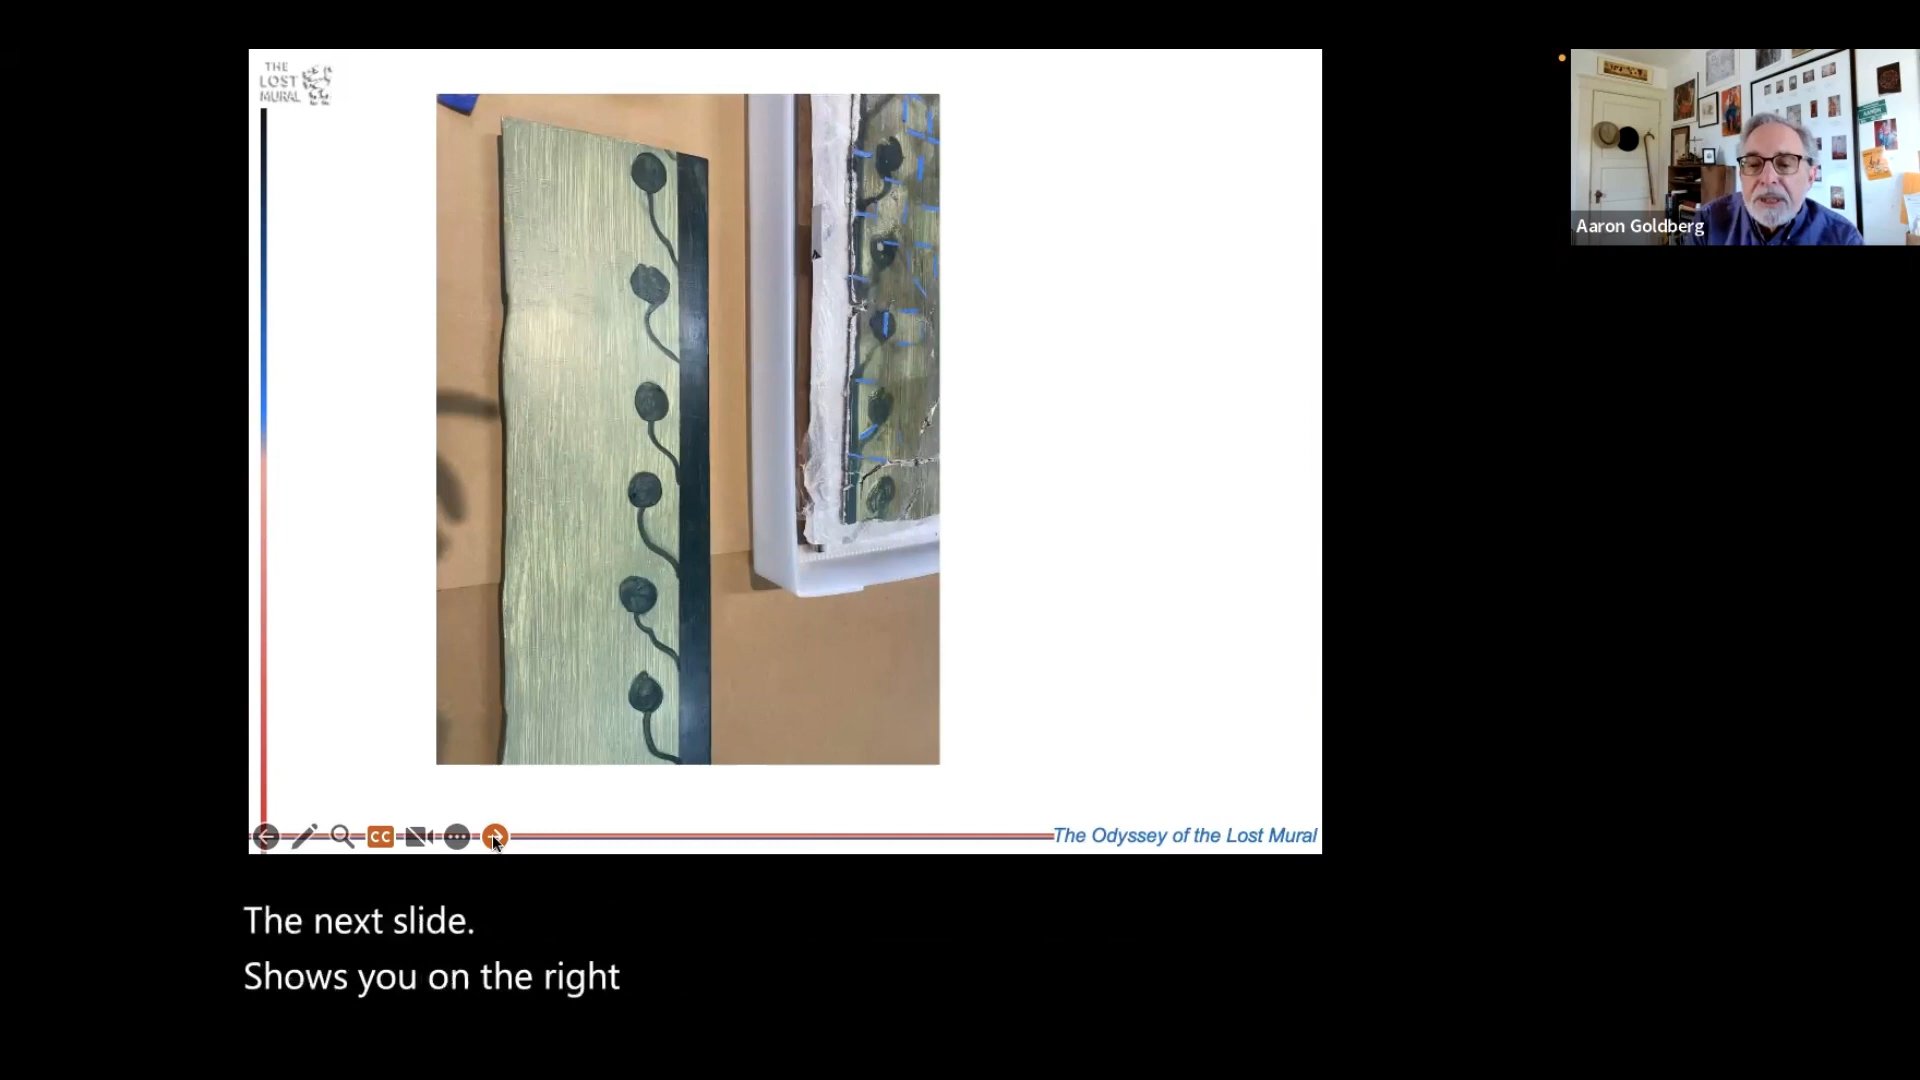 THE
LOST
MURAL
Aaron Goldberg
CC
The Odyssey of the Lost Mural
The next slide.
Shows you on the right